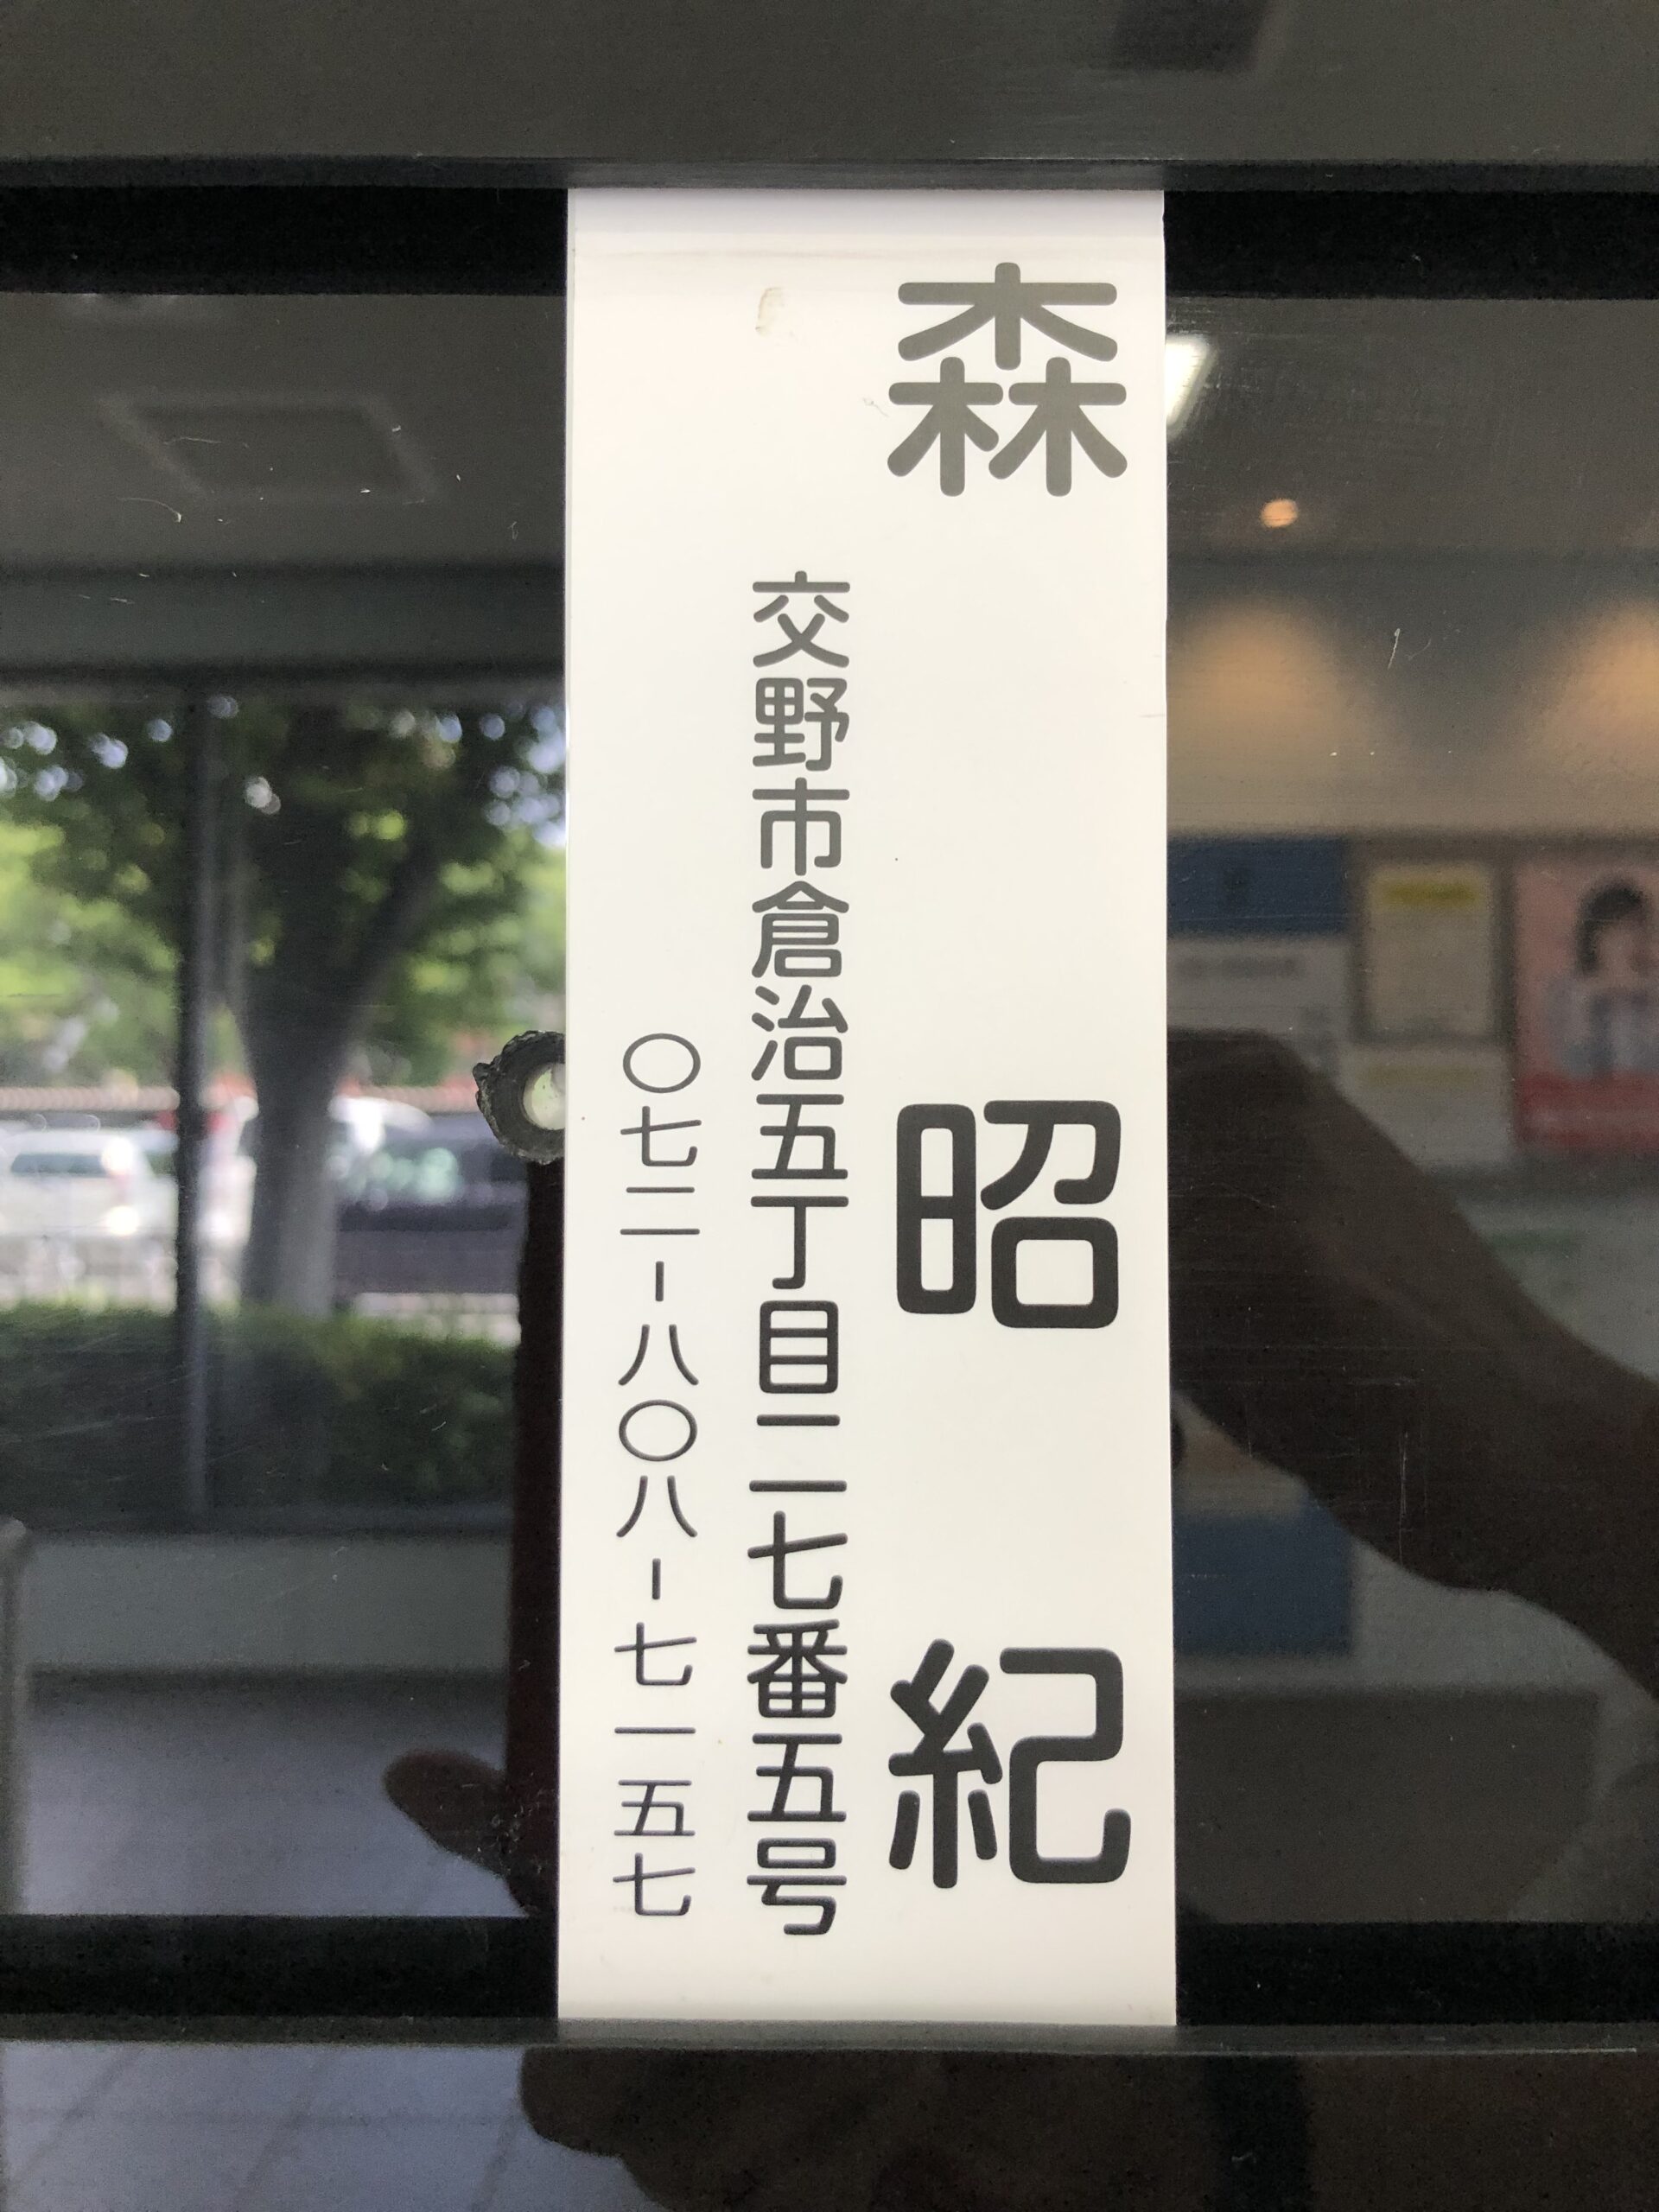 森 昭 紀
交野市倉治五丁目二七番五号
〇七二-八〇八-七一五七